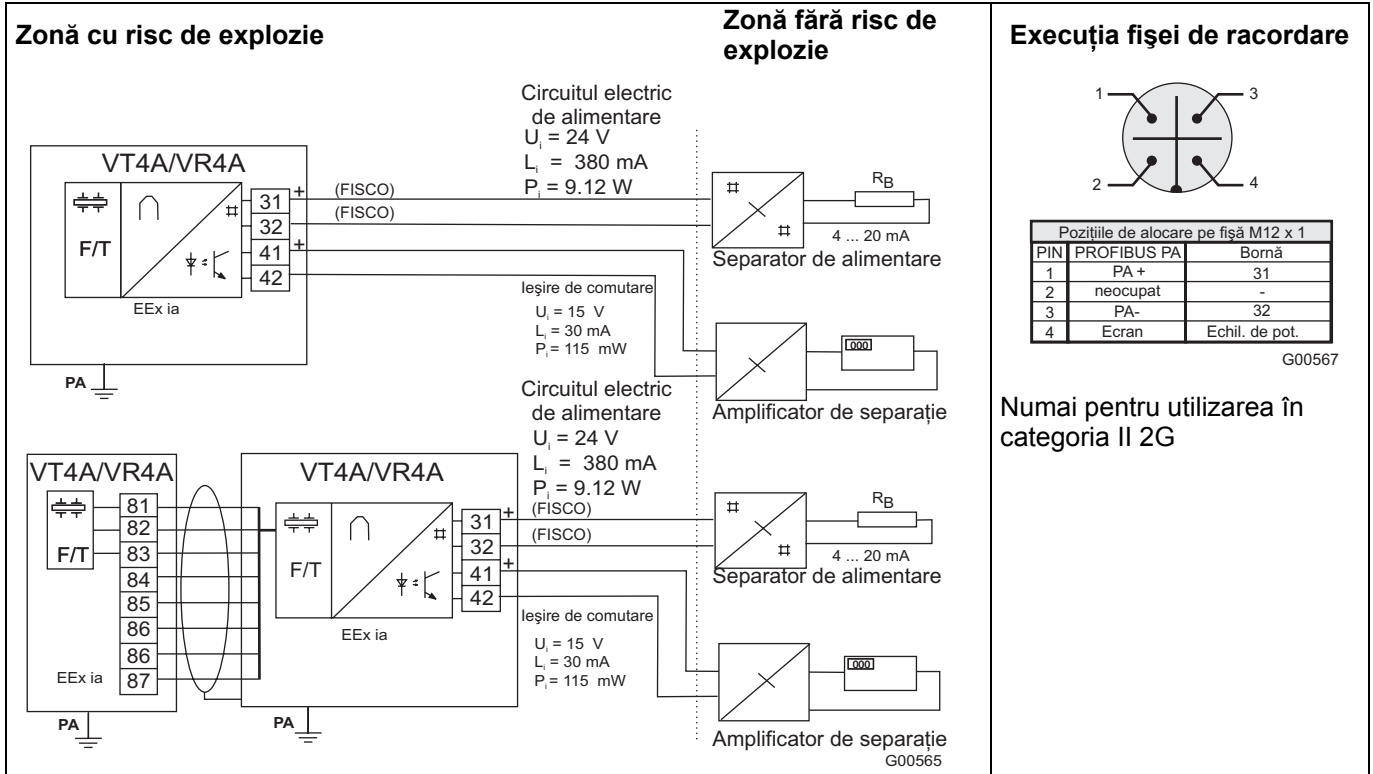 Zonă cu risc de explozie
Zonă fără risc de
explozie
Circuitul electric
de alimentare
Ui = 24 V
Li = 380 mA
Pi = 9.12 W
VT4A/VR4A
F/T
EEx ia
31
32
41
42
+
(FISCO)
(FISCO)
+
PA
RB
4 ... 20 mA
Separator de alimentare
Ieşire de comutare
Ui = 15 V
Li = 30 mA
Pi = 115 mW
000
Amplificator de separație
Circuitul electric
de alimentare
Ui = 24 V
Li = 380 mA
Pi = 9.12 W
VT4A/VR4A
F/T
81
82
83
84
85
86
86
87
EEx ia
PA
VT4A/VR4A
F/T
EEx ia
31
32
41
42
+
(FISCO)
(FISCO)
+
PA
RB
4 ... 20 mA
Separator de alimentare
Ieşire de comutare
Ui = 15 V
Li = 30 mA
Pi = 115 mW
000
Amplificator de separație
G00565
Execuția fişei de racordare
1
3
2
4
Pozițiile de alocare pe fişă M12 x 1
PIN PROFIBUS PA Bornă
1 PA + 31
2 neocupat -
3 PA- 32
4 Ecran Echil. de pot.
G00567
Numai pentru utilizarea în
categoria II 2G